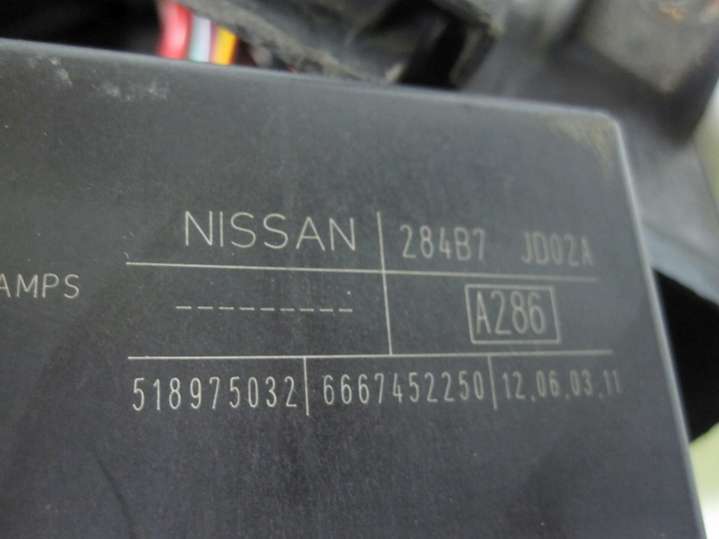 NISSAN 284B7 JD02A
AMPS --------- A286
518975032 6667452250 12.06.03.11